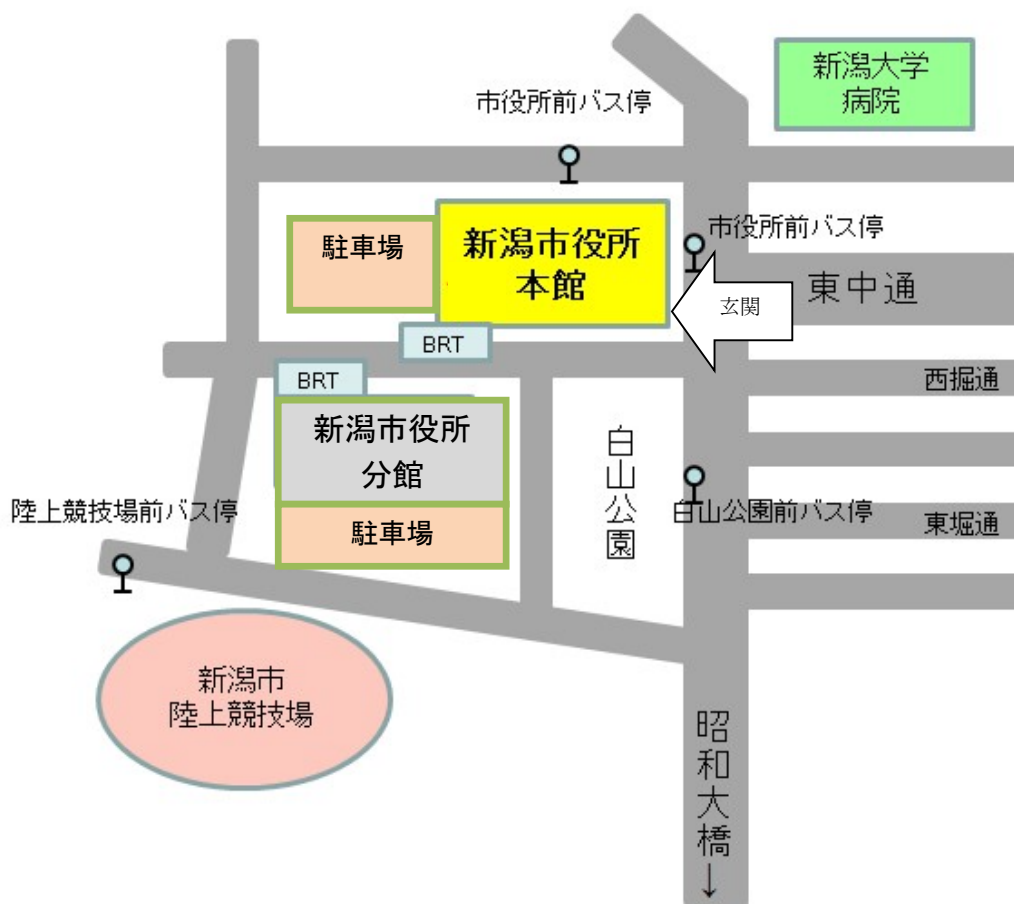 新潟大学
病院
市役所前バス停
市役所前バス停
駐車場
新潟市役所
本館
玄関
東中通
BRT
BRT
西堀通
新潟市役所
分館
白山公園
陸上競技場前バス停
白山公園前バス停
東堀通
駐車場
新潟市
陸上競技場
昭和大橋↓